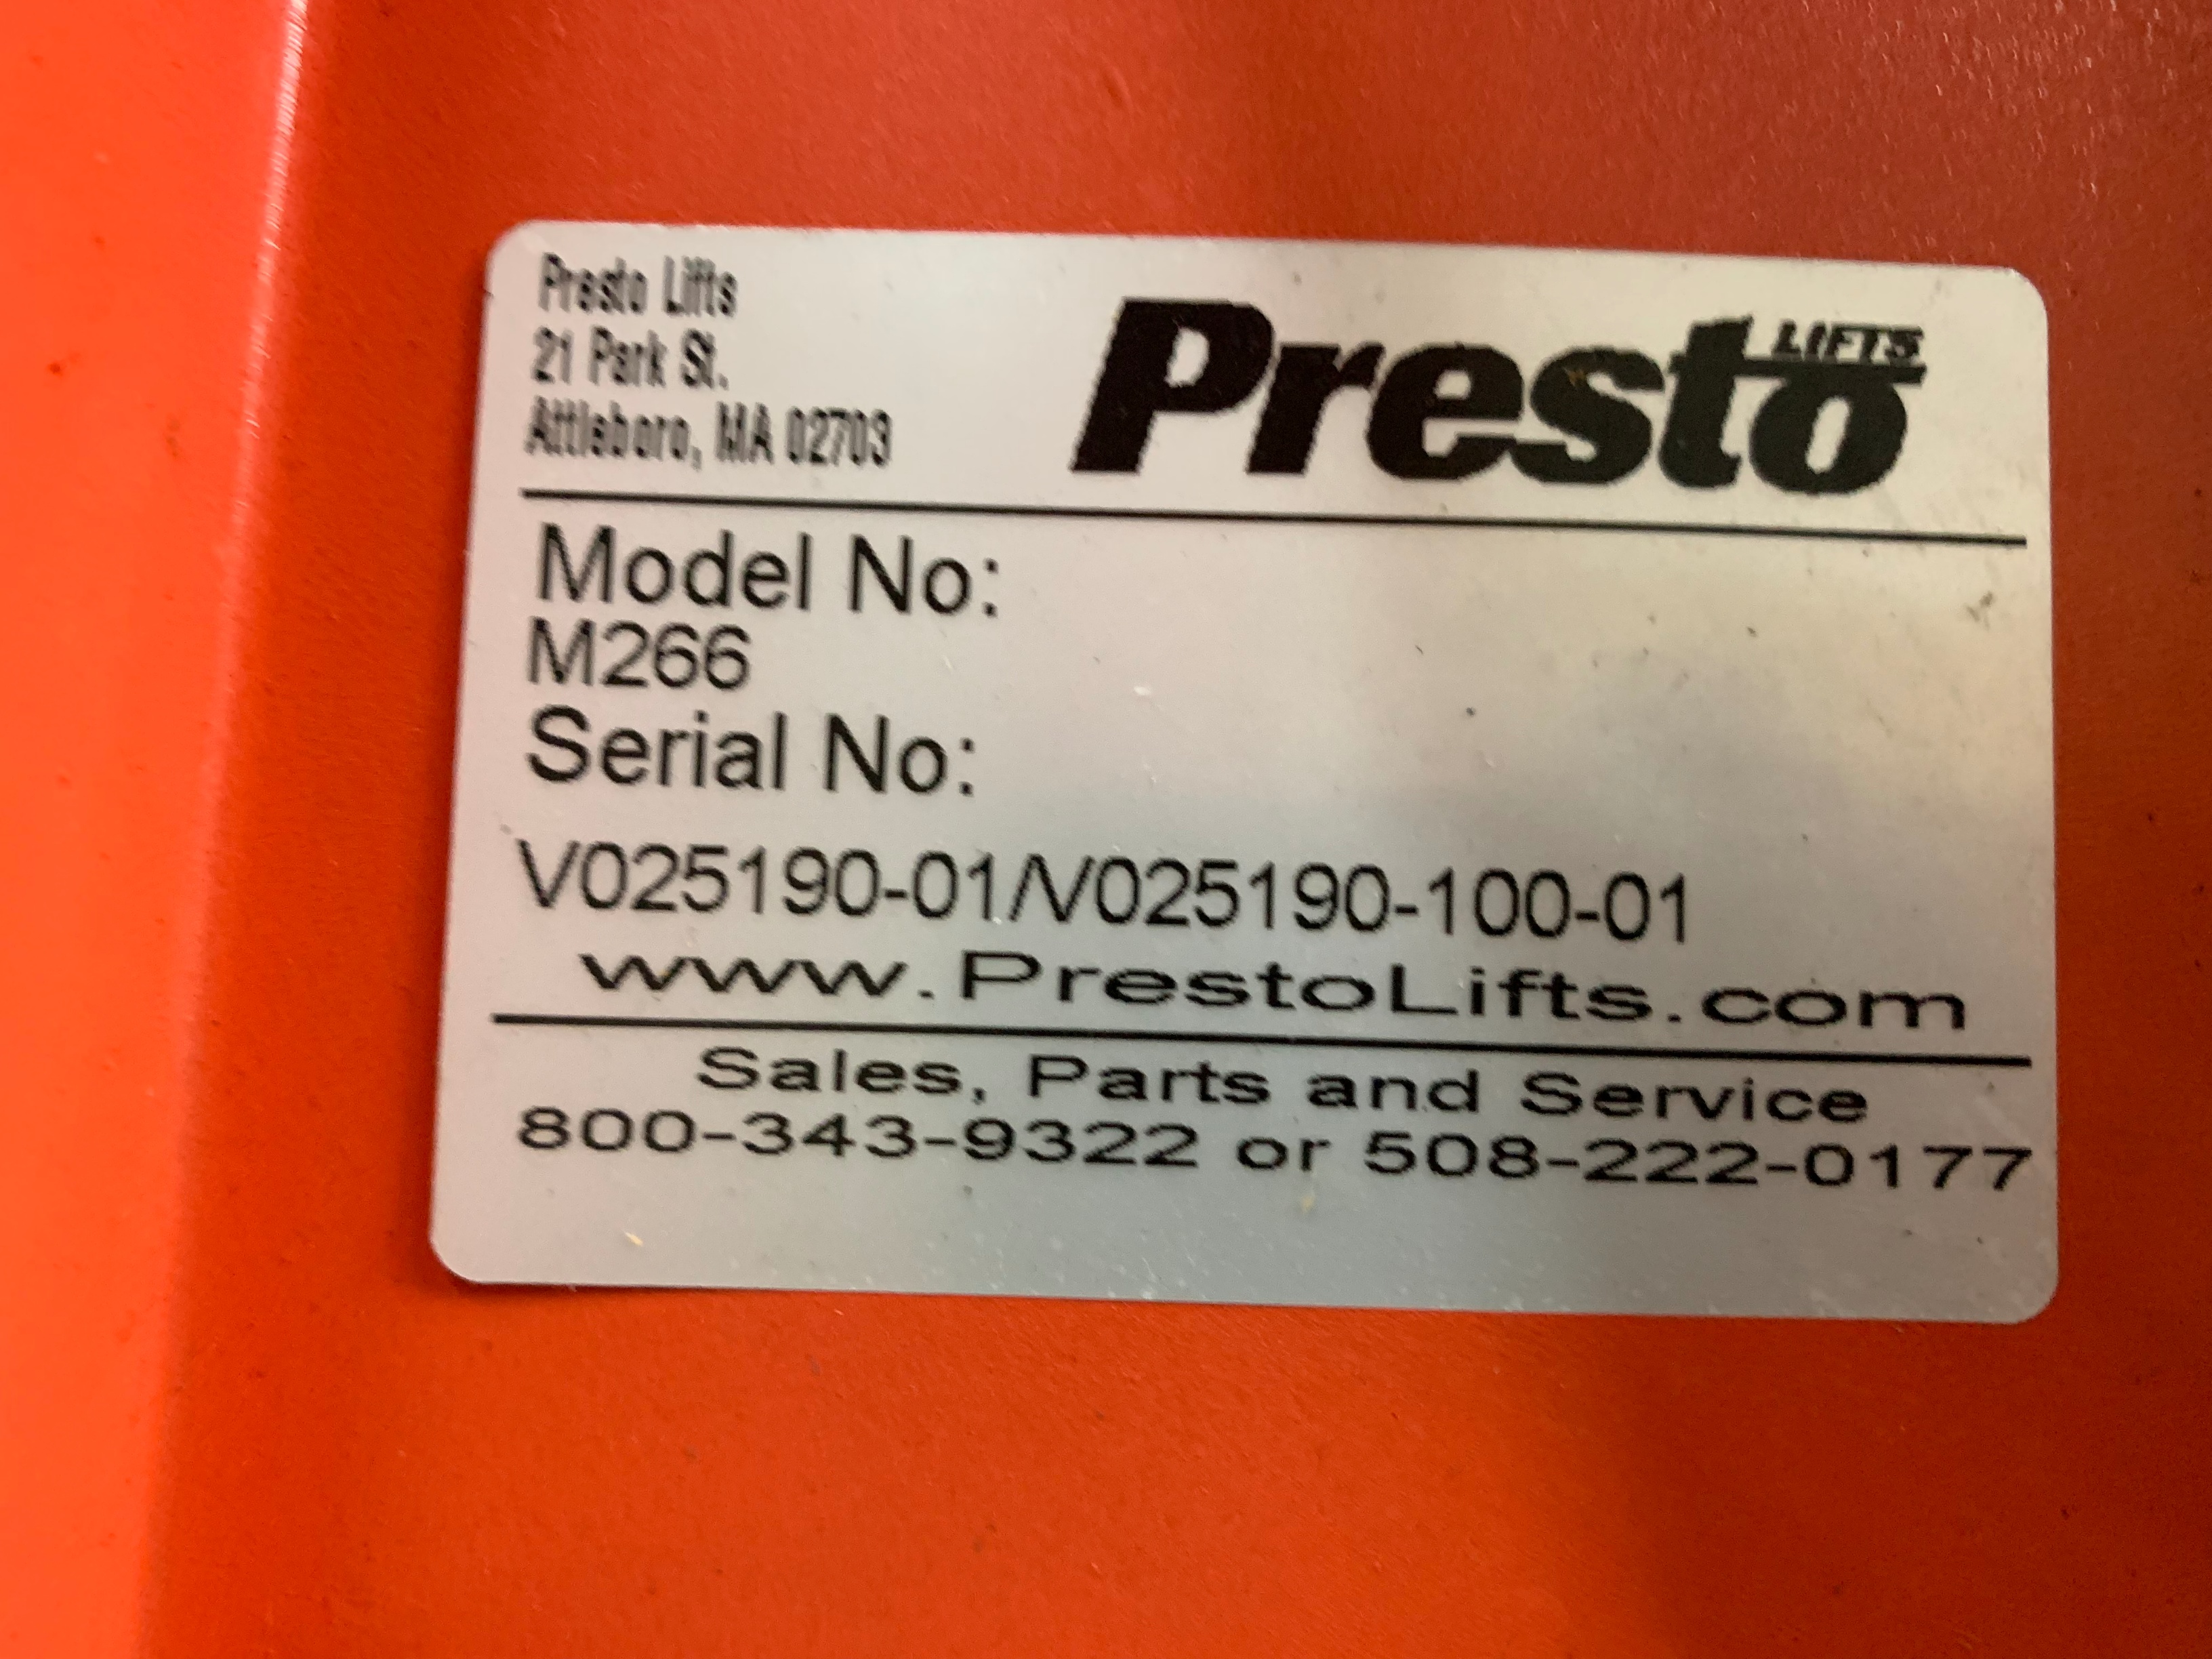 Presto Lifts
21 Park St.
Attleboro, MA 02703
Presto LIFTS
Model No:
M266
Serial No:
V025190-01/V025190-100-01
www.PrestoLifts.com
Sales, Parts and Service
800-343-9322 or 508-222-0177